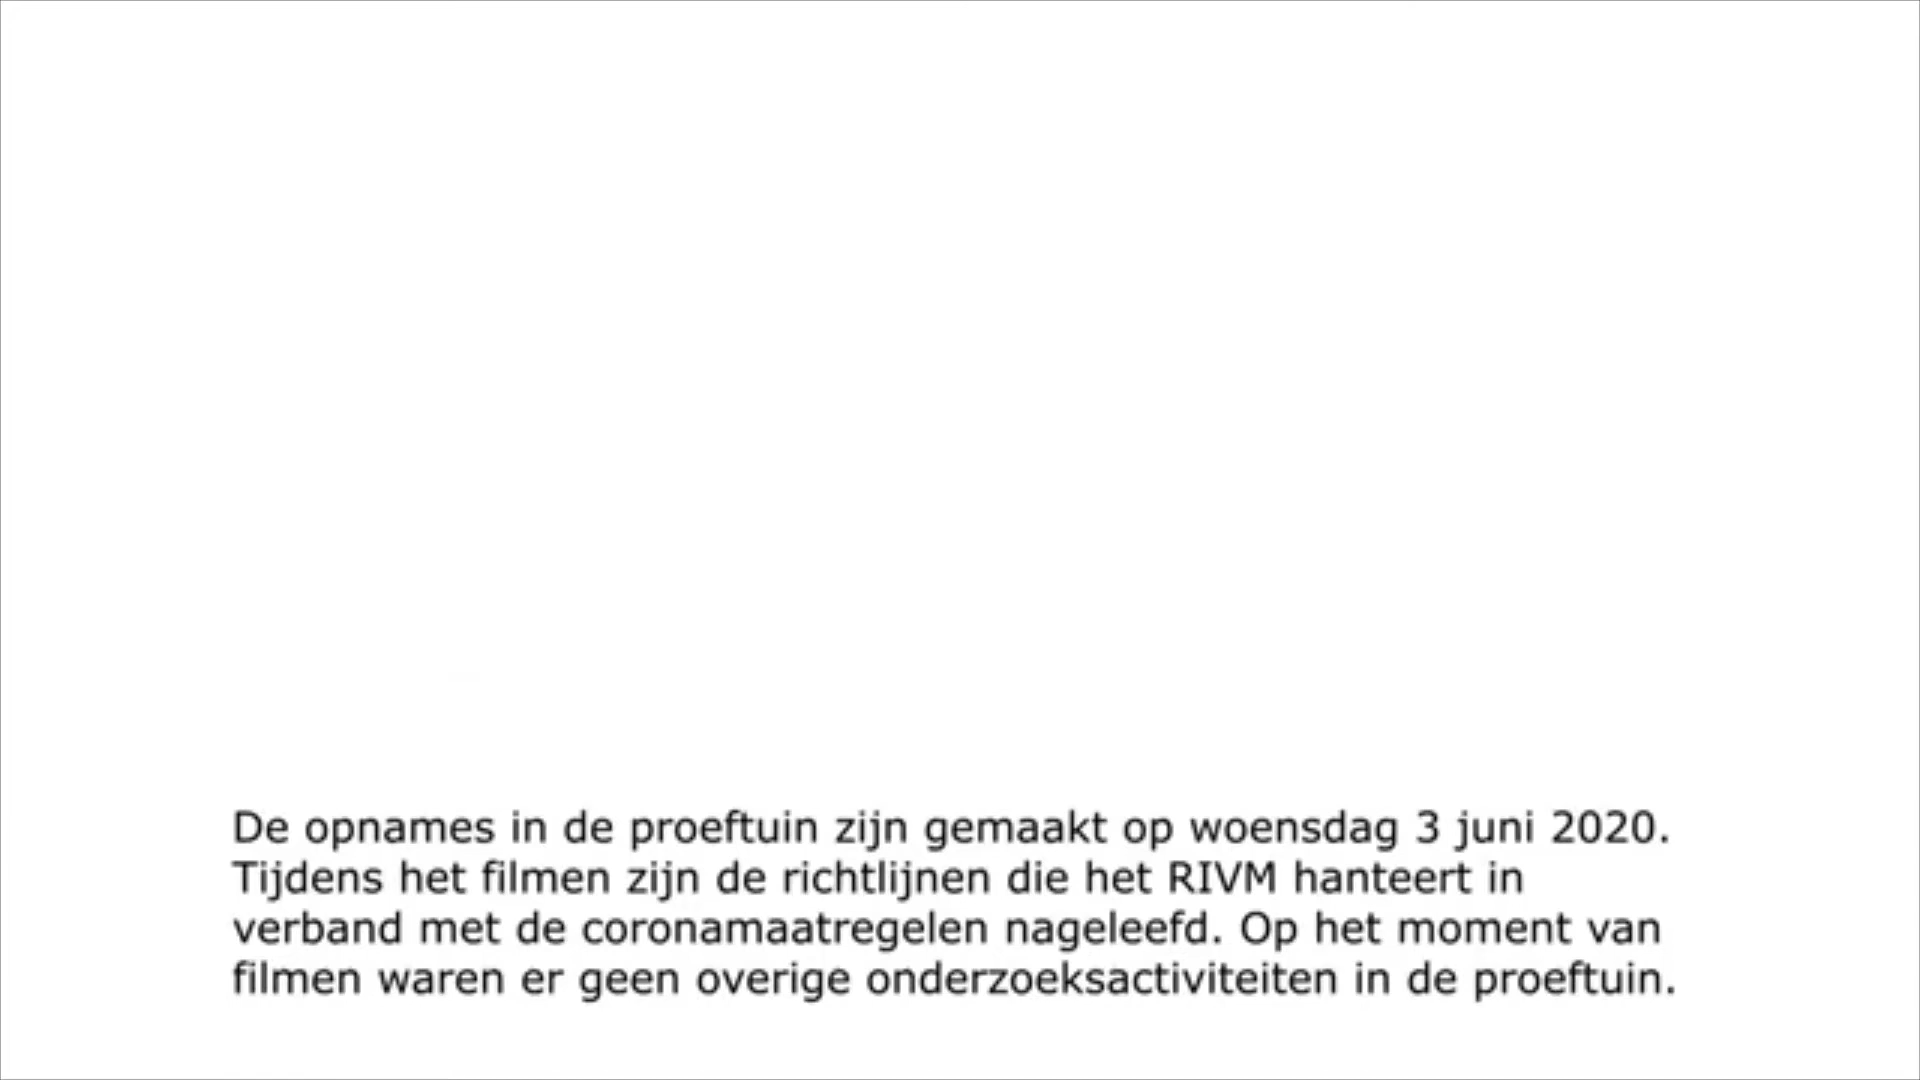 De opnames in de proeftuin zijn gemaakt op woensdag 3 juni 2020.
Tijdens het filmen zijn de richtlijnen die het RIVM hanteert in
verband met de coronamaatregelen nageleefd. Op het moment van
filmen waren er geen overige onderzoeksactiviteiten in de proeftuin.